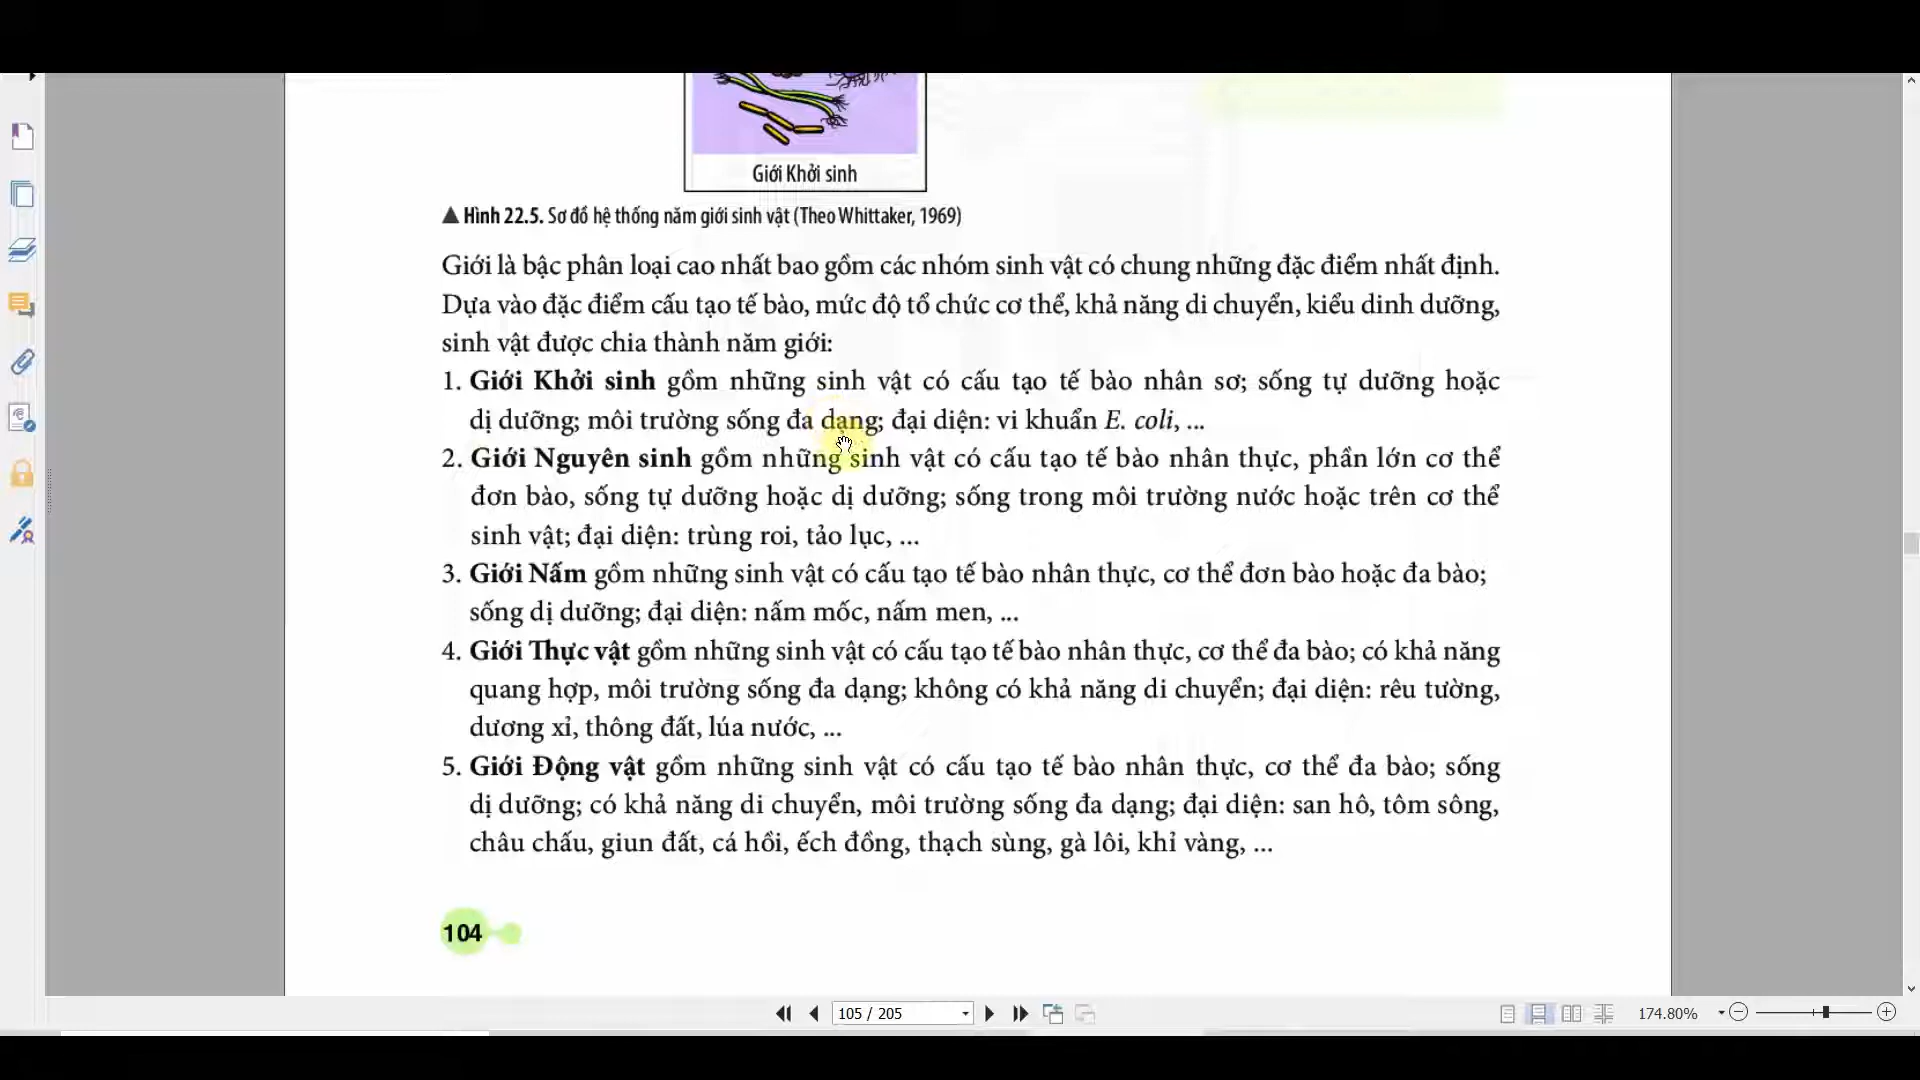 Giới Khởi sinh
▲ Hình 22.5. Sơ đồ hệ thống năm giới sinh vật (Theo Whittaker, 1969)
Giới là bậc phân loại cao nhất bao gồm các nhóm sinh vật có chung những đặc điểm nhất định.
Dựa vào đặc điểm cấu tạo tế bào, mức độ tổ chức cơ thể, khả năng di chuyển, kiểu dinh dưỡng,
sinh vật được chia thành năm giới:
1. Giới Khởi sinh gồm những sinh vật có cấu tạo tế bào nhân sơ; sống tự dưỡng hoặc
dị dưỡng; môi trường sống đa dạng; đại diện: vi khuẩn E. coli, ...
2. Giới Nguyên sinh gồm những sinh vật có cấu tạo tế bào nhân thực, phần lớn cơ thể
đơn bào, sống tự dưỡng hoặc dị dưỡng; sống trong môi trường nước hoặc trên cơ thể
sinh vật; đại diện: trùng roi, tảo lục, ...
3. Giới Nấm gồm những sinh vật có cấu tạo tế bào nhân thực, cơ thể đơn bào hoặc đa bào;
sống dị dưỡng; đại diện: nấm mốc, nấm men, ...
4. Giới Thực vật gồm những sinh vật có cấu tạo tế bào nhân thực, cơ thể đa bào; có khả năng
quang hợp, môi trường sống đa dạng; không có khả năng di chuyển; đại diện: rêu tường,
dương xỉ, thông đất, lúa nước, ...
5. Giới Động vật gồm những sinh vật có cấu tạo tế bào nhân thực, cơ thể đa bào; sống
dị dưỡng; có khả năng di chuyển, môi trường sống đa dạng; đại diện: san hô, tôm sông,
châu chấu, giun đất, cá hồi, ếch đồng, thạch sùng, gà lôi, khỉ vàng, ...
104
105 / 205
174.80%